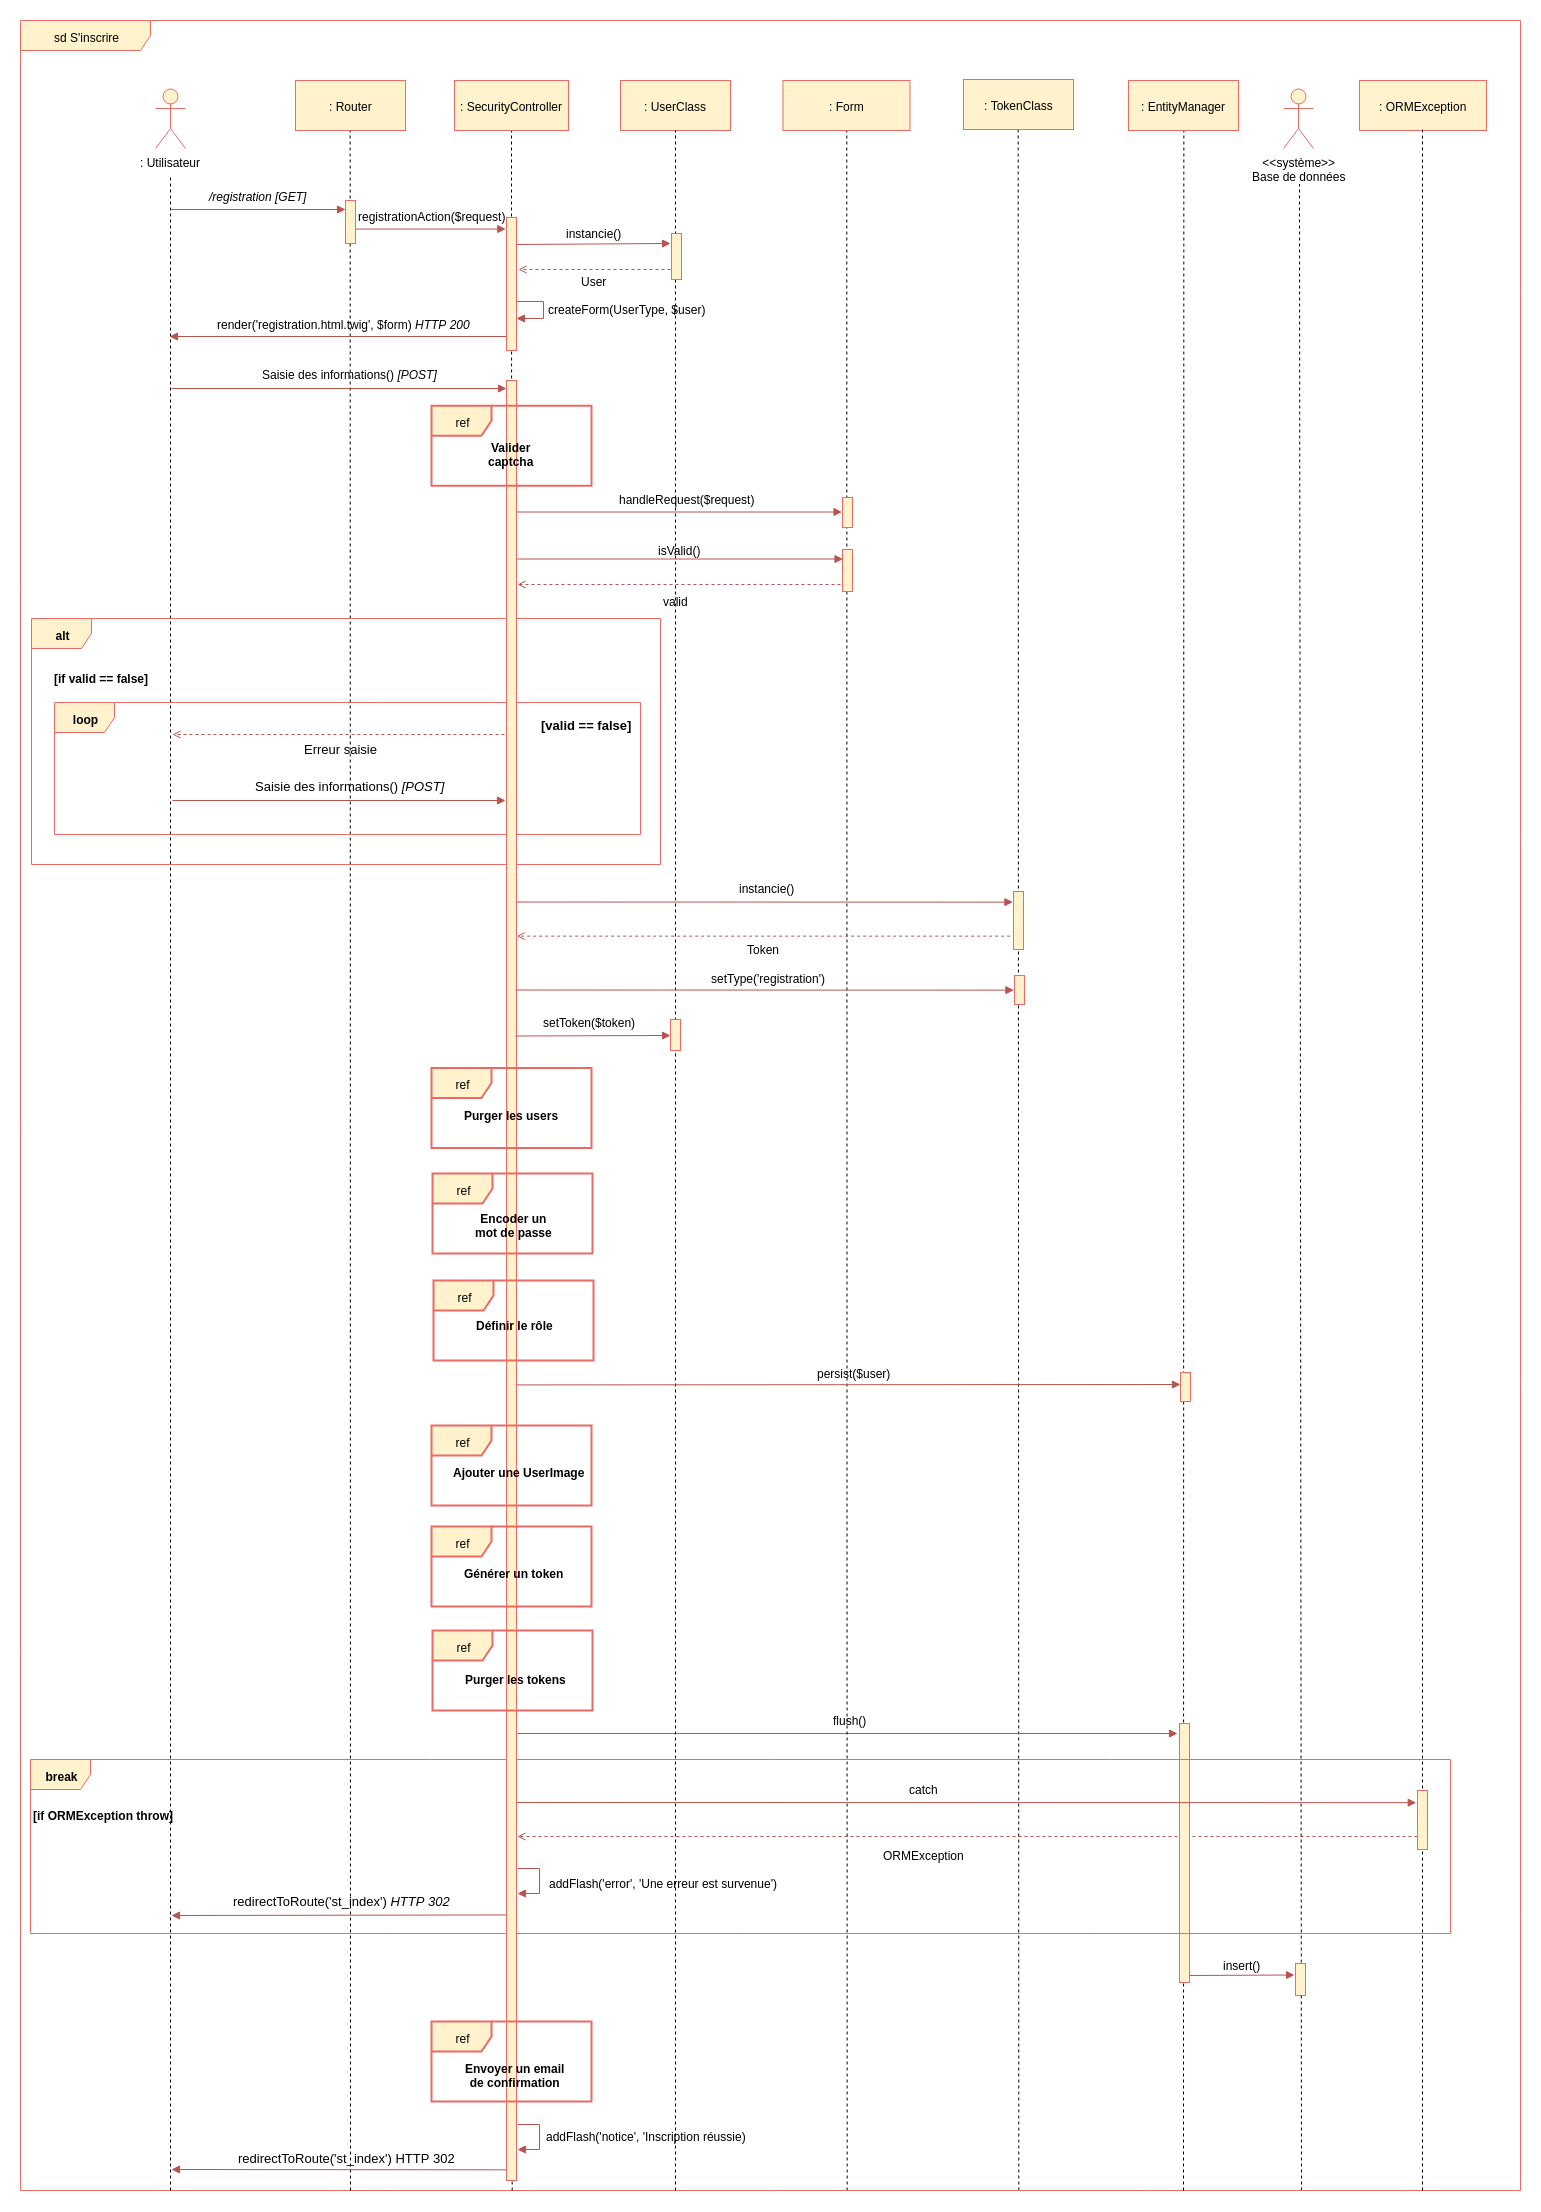 sd S'inscrire
: Utilisateur
: Router
: SecurityController
: UserClass
: Form
: TokenClass
: EntityManager
<<système>>
Base de données
: ORMException
/registration [GET]
registrationAction($request)
instancie()
User
createForm(UserType, $user)
render('registration.html.twig', $form) HTTP 200
Saisie des informations() [POST]
ref
Valider
captcha
handleRequest($request)
isValid()
valid
alt
[if valid == false]
loop
[valid == false]
Erreur saisie
Saisie des informations() [POST]
instancie()
Token
setType('registration')
setToken($token)
ref
Purger les users
ref
Encoder un
mot de passe
ref
Définir le rôle
persist($user)
ref
Ajouter une UserImage
ref
Générer un token
ref
Purger les tokens
flush()
break
[if ORMException throw]
catch
ORMException
addFlash('error', 'Une erreur est survenue')
redirectToRoute('st_index') HTTP 302
insert()
ref
Envoyer un email
de confirmation
addFlash('notice', 'Inscription réussie)
redirectToRoute('st_index') HTTP 302